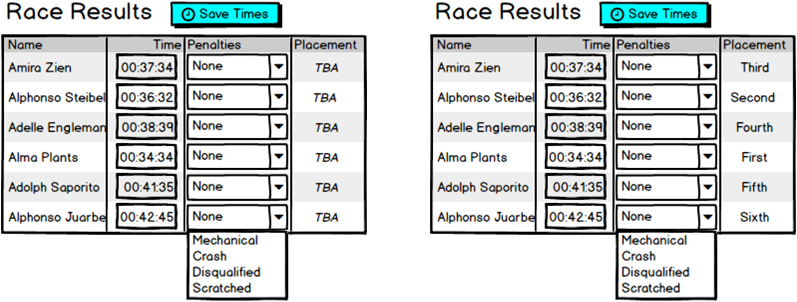 Race Results Save Times
Name Time Penalties Placement
Amira Zien 00:37:34 None TBA
Alphonso Steibel 00:36:32 None TBA
Adelle Engleman 00:38:39 None TBA
Alma Plants 00:34:34 None TBA
Adolph Saporito 00:41:35 None TBA
Alphonso Juarbe 00:42:45 None TBA
Mechanical
Crash
Disqualified
Scratched
Race Results Save Times
Name Time Penalties Placement
Amira Zien 00:37:34 None Third
Alphonso Steibel 00:36:32 None Second
Adelle Engleman 00:38:39 None Fourth
Alma Plants 00:34:34 None First
Adolph Saporito 00:41:35 None Fifth
Alphonso Juarbe 00:42:45 None Sixth
Mechanical
Crash
Disqualified
Scratched